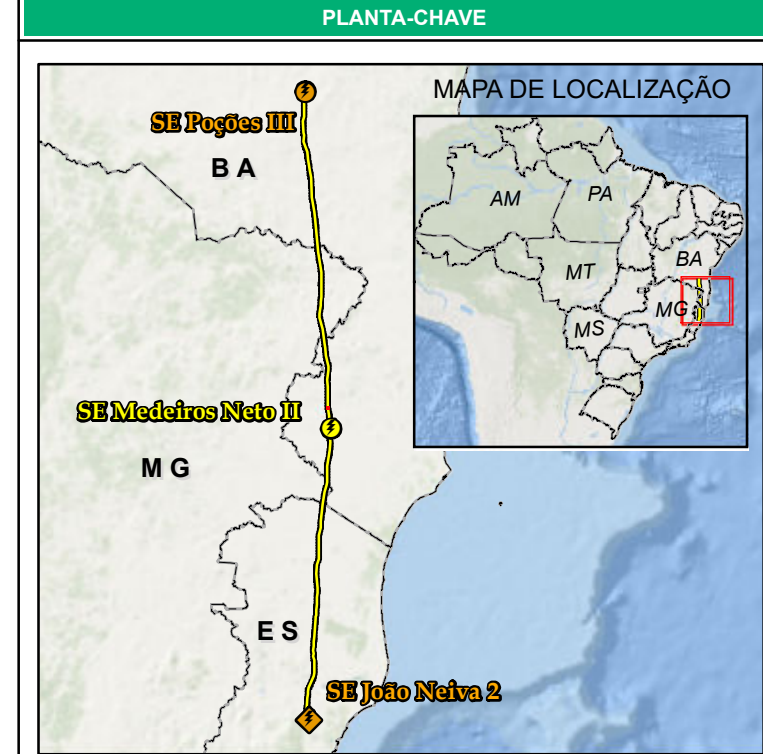 PLANTA-CHAVE
MAPA DE LOCALIZAÇÃO
SE Poções III
B A
AM
PA
BA
MT
MG
MS
SE Medeiros Neto II
M G
E S
SE João Neiva 2